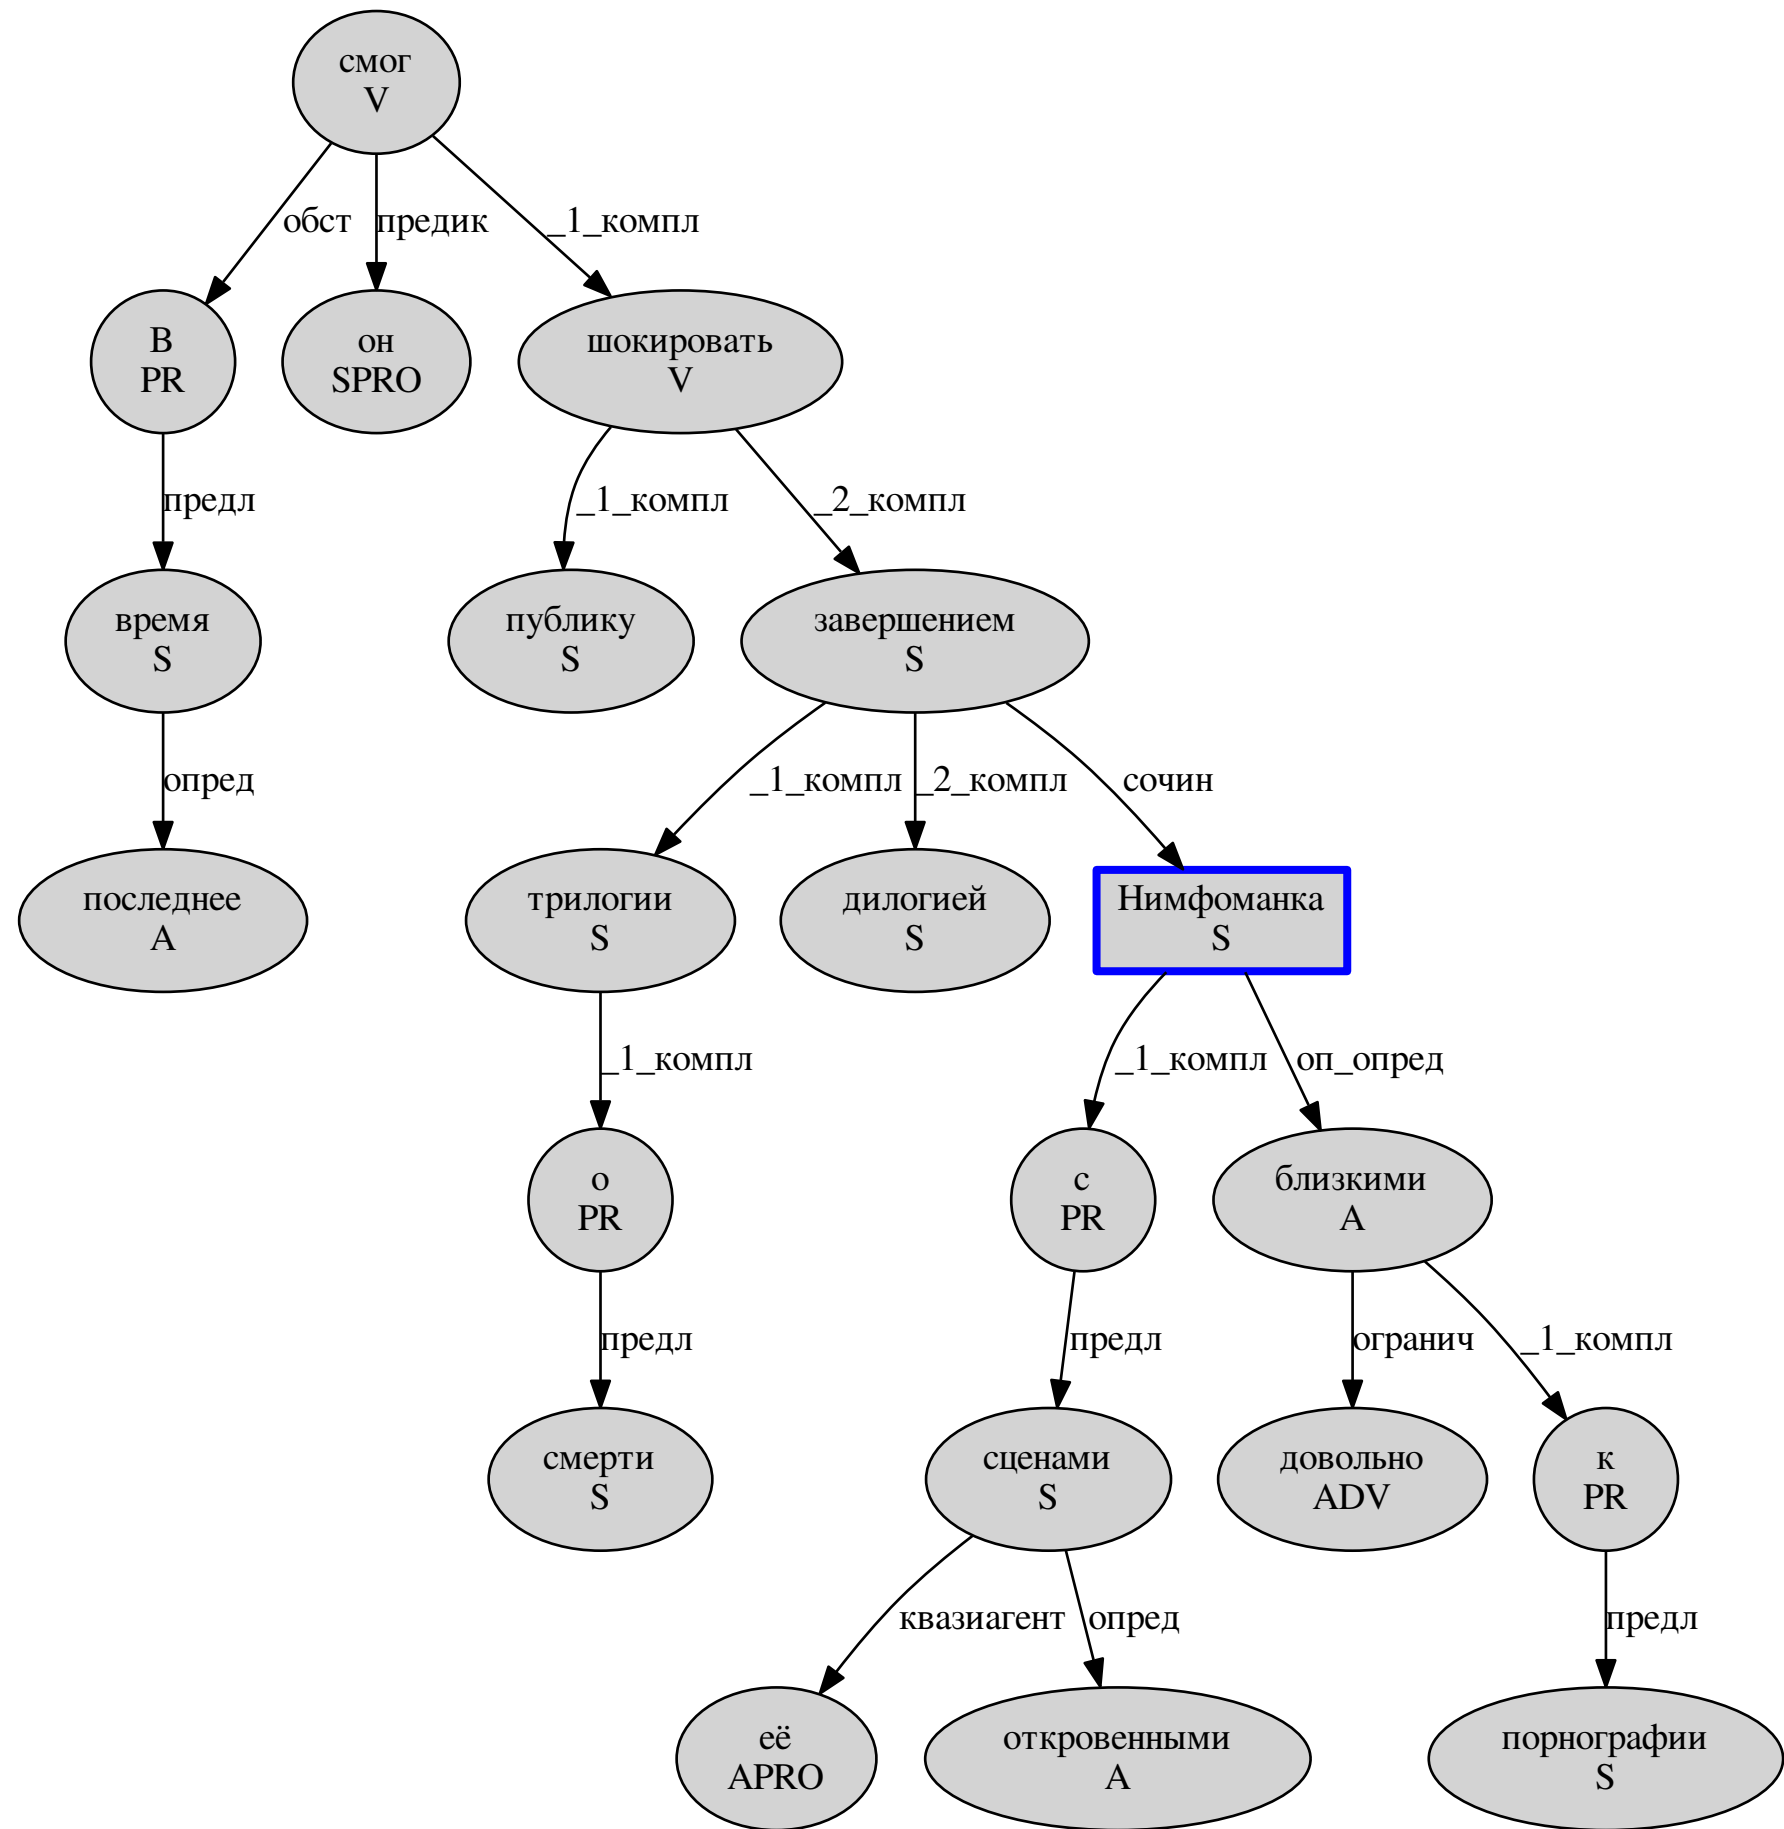 смог
V
обст
предик
_1_компл
В
PR
он
SPRO
шокировать
V
предл
_1_компл
_2_компл
время
S
публику
S
завершением
S
опред
_1_компл
_2_компл
сочин
последнее
A
трилогии
S
дилогией
S
Нимфоманка
S
_1_компл
_1_компл
оп_опред
о
PR
с
PR
близкими
A
предл
предл
огранич
_1_компл
смерти
S
сценами
S
довольно
ADV
к
PR
квазиагент
опред
предл
её
APRO
откровенными
A
порнографии
S